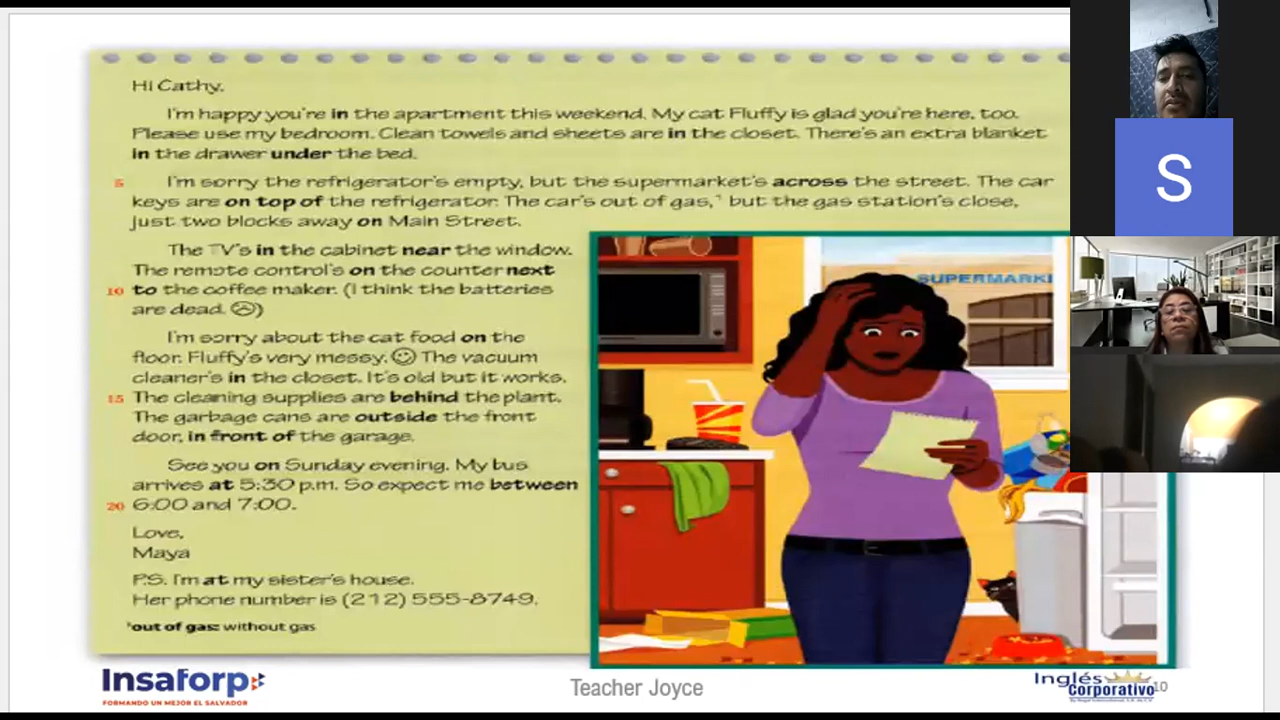 Hi Cathy,
I'm happy you're in the apartment this weekend. My cat Fluffy is glad you're here, too.
Please use my bedroom. Clean towels and sheets are in the closet. There's an extra blanket
in the drawer under the bed.
5 I'm sorry the refrigerator's empty, but the supermarket's across the street. The car
keys are on top of the refrigerator. The car's out of gas,¹ but the gas station's close,
just two blocks away on Main Street.
The TV's in the cabinet near the window.
The remote control's on the counter next
10 to the coffee maker. (I think the batteries
are dead. ☹)
I'm sorry about the cat food on the
floor. Fluffy's very messy. ☺ The vacuum
cleaner's in the closet. It's old but it works.
15 The cleaning supplies are behind the plant.
The garbage cans are outside the front
door, in front of the garage.
See you on Sunday evening. My bus
arrives at 5:30 p.m. So expect me between
20 6:00 and 7:00.
Love,
Maya
P.S. I'm at my sister's house.
Her phone number is (212) 555-8749.
¹out of gas: without gas
SUPERMARK
S
Insaforp
FORMANDO UN MEJOR EL SALVADOR
Teacher Joyce
Inglés
Corporativo
10